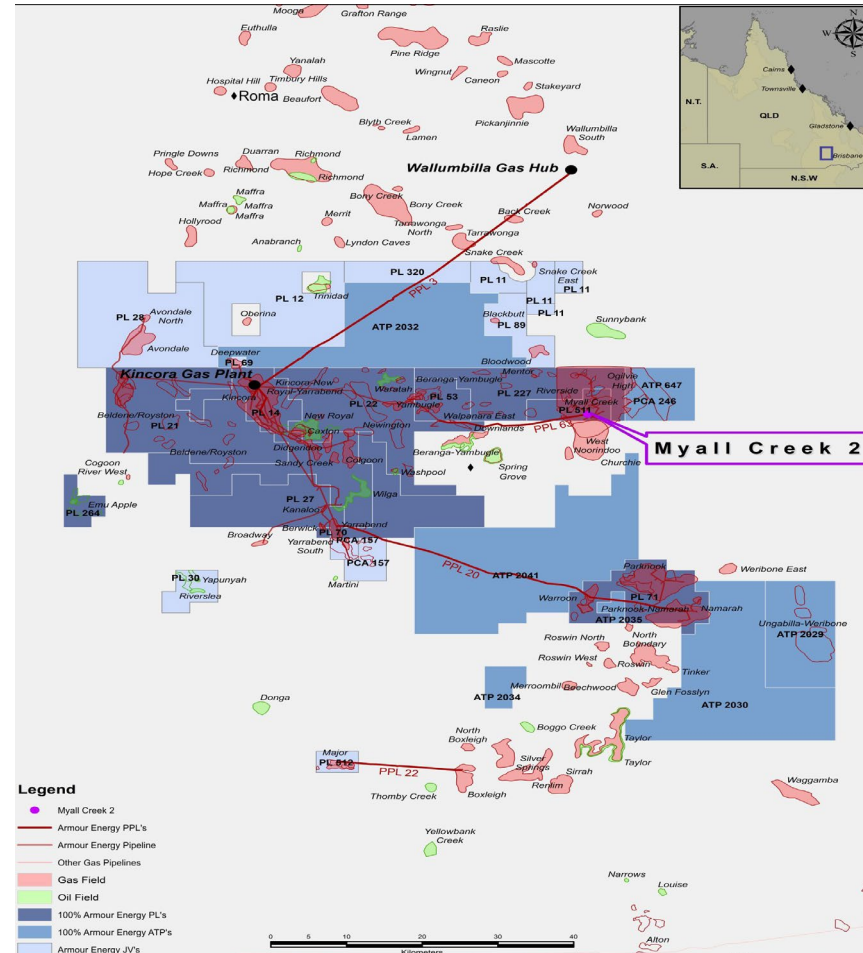 Mooga
Grafton Range
Euthulla
Raslie
Pine Ridge
Yanalah
Mascotte
Wingnut
Caneon
Hospital Hill
Timbury Hills
Stakeyard
Roma
Beaufort
Pickanjinnie
Blyth Creek
Lamen
Wallumbilla
South
Pringle Downs
Duarran
Richmond
Hope Creek
Richmond
Richmond
Wallumbilla Gas Hub
Maffra
Maffra
Maffra
Maffra
Bony Creek
Bony Creek
Hollyrood
Merrit
Tarrawonga
North
Back Creek
Norwood
Anabranch
Lyndon Caves
Tarrawonga
Snake Creek
PL 320
PL 11
Snake Creek
East
PL 11
PL 12
Trinidad
PPL 3
PL 11
PL 11
PL 28
Avondale
North
Oberina
ATP 2032
Blackbutt
PL 89
Sunnybank
Avondale
Deepwater
PL 69
Bloodwood
Mentor
Kincora Gas Plant
Kincora-New
Royal-Yarrabend
Waratah
Beranga-Yambugle
Ogilvie
High
ATP 647
Kincora
PL 14
PL 22
PL 53
Yambugle
PL 227
Riverside
Myall Creek
PL 511
PCA 246
Beldene/Royston
PL 21
New Royal
Caxton
Newington
Walpanara East
Downlands
PPL 63
West
Noorindoo
Myall Creek 2
Didgeridoo
Beldene/Royston
Sandy Creek
Colgoon
Beranga-Yambugle
Churchie
Cogoon
River West
Washpool
Spring
Grove
Emu Apple
PL 264
PL 27
Wilga
Kanaloo
Berwick
PL 70
Yarrabend
Broadway
Yarrabend
South
PCA 157
PCA 157
PL 30
Yapunyah
Martini
Riverslea
PPL 20
ATP 2041
Parknook
Weribone East
Warroon
PL 71
Parknook-Namarah
Namarah
ATP 2035
Ungabilla-Weribone
ATP 2029
Roswin North
North
Boundary
Roswin West
Roswin
Tinker
Merroombil
Beechwood
Glen Fosslyn
ATP 2034
ATP 2030
Donga
Boggo Creek
Taylor
Taylor
North
Boxleigh
Silver
Springs
Major
PL 512
PPL 22
Sirrah
Renlim
Boxleigh
Thomby Creek
Waggamba
Yellowbank
Creek
Narrows
Louise
Alton
N
W
E
S
Cairns
Townsville
N.T.
QLD
Gladstone
Brisbane
S.A.
N.S.W
Legend
Myall Creek 2
Armour Energy PPL's
Armour Energy Pipeline
Other Gas Pipelines
Gas Field
Oil Field
100% Armour Energy PL's
100% Armour Energy ATP's
Armour Energy JV's
0 5 10 20 30 40
Kilometers